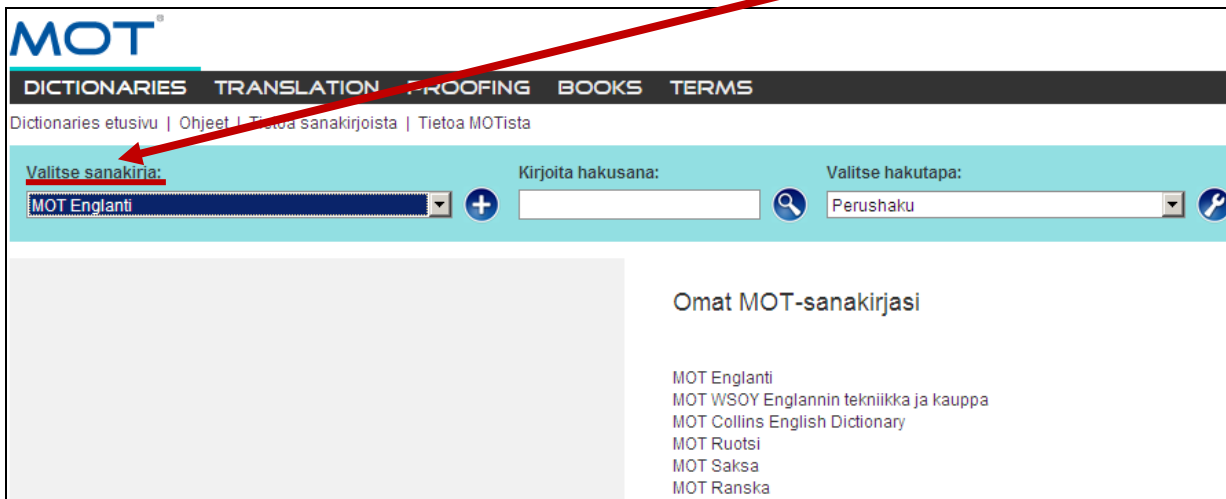 MOT®
DICTIONARIES TRANSLATION PROOFING BOOKS TERMS
Dictionaries etusivu | Ohjeet | Tietoa sanakirjoista | Tietoa MOTista
Valitse sanakirja: Kirjoita hakusana: Valitse hakutapa:
MOT Englanti Perushaku
Omat MOT-sanakirjasi
MOT Englanti
MOT WSOY Englannin tekniikka ja kauppa
MOT Collins English Dictionary
MOT Ruotsi
MOT Saksa
MOT Ranska